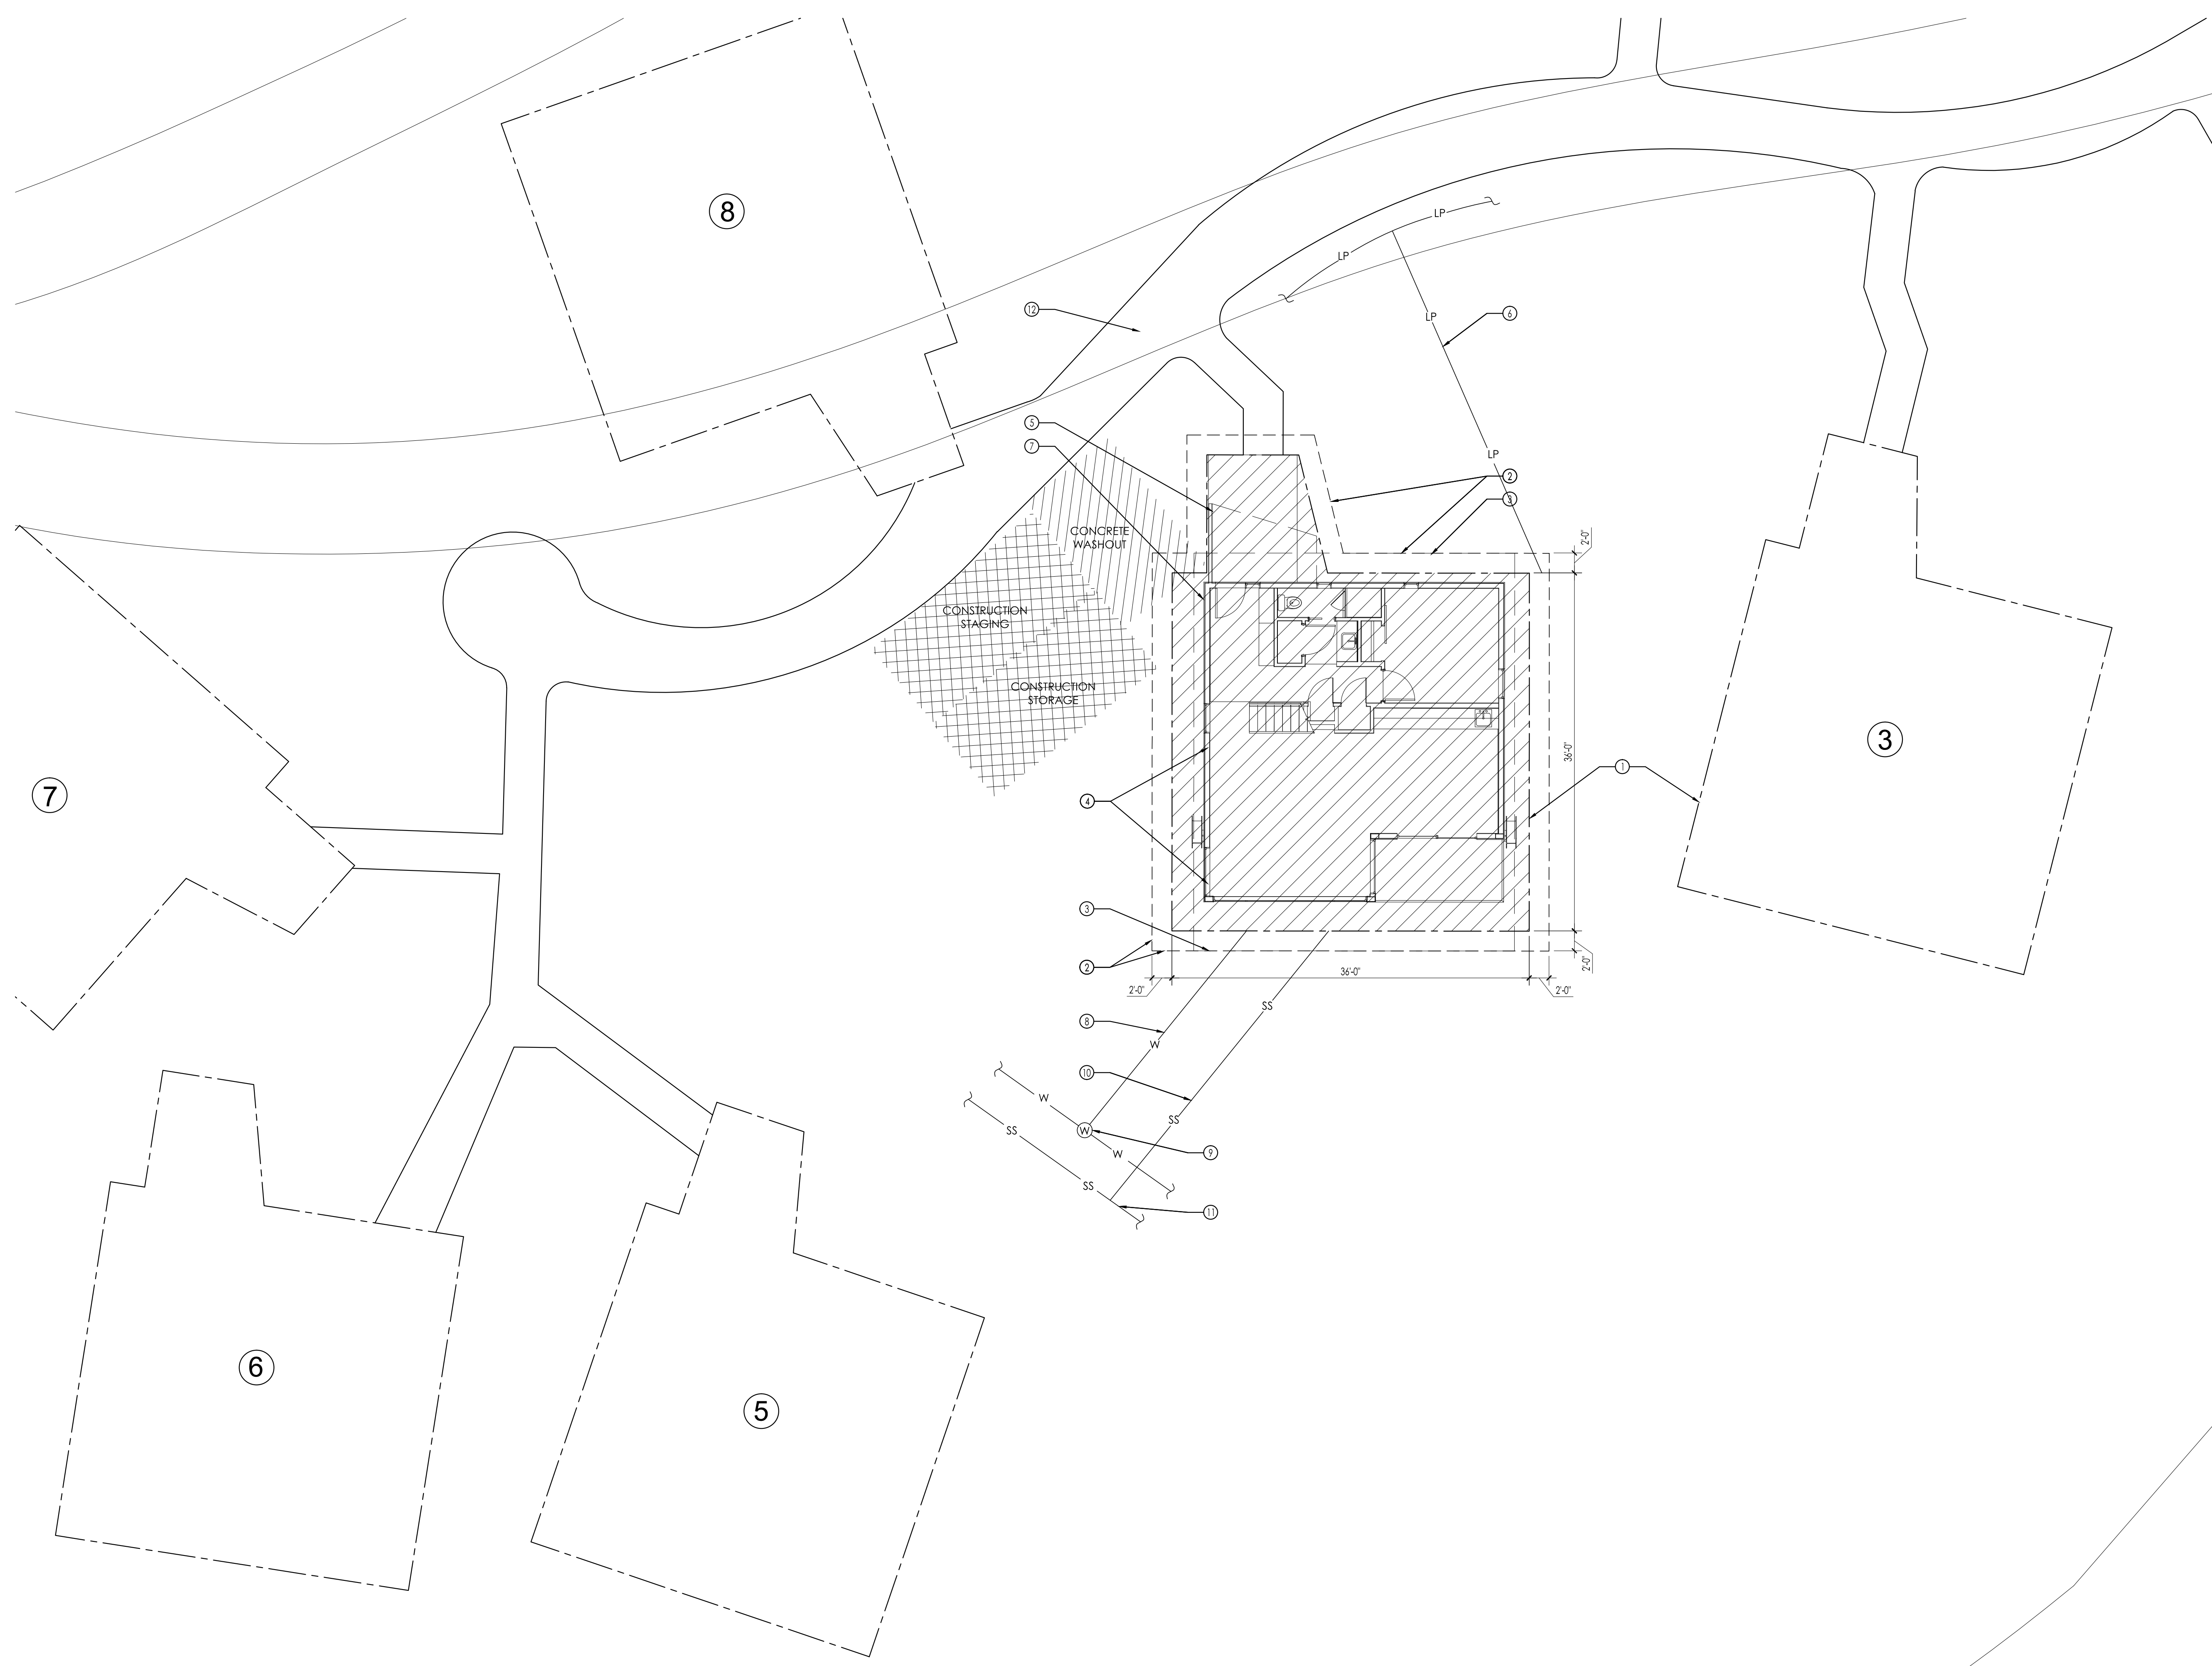 8
LP
LP
12
LP
6
5
7
LP
2
3
CONCRETE
WASHOUT
2'-0"
CONSTRUCTION
STAGING
CONSTRUCTION
STORAGE
3
36'-0"
1
7
4
3
2
2'-0"
36'-0"
2'-0"
2'-0"
SS
8
W
10
W
SS
SS
W
9
W
SS
11
6
5